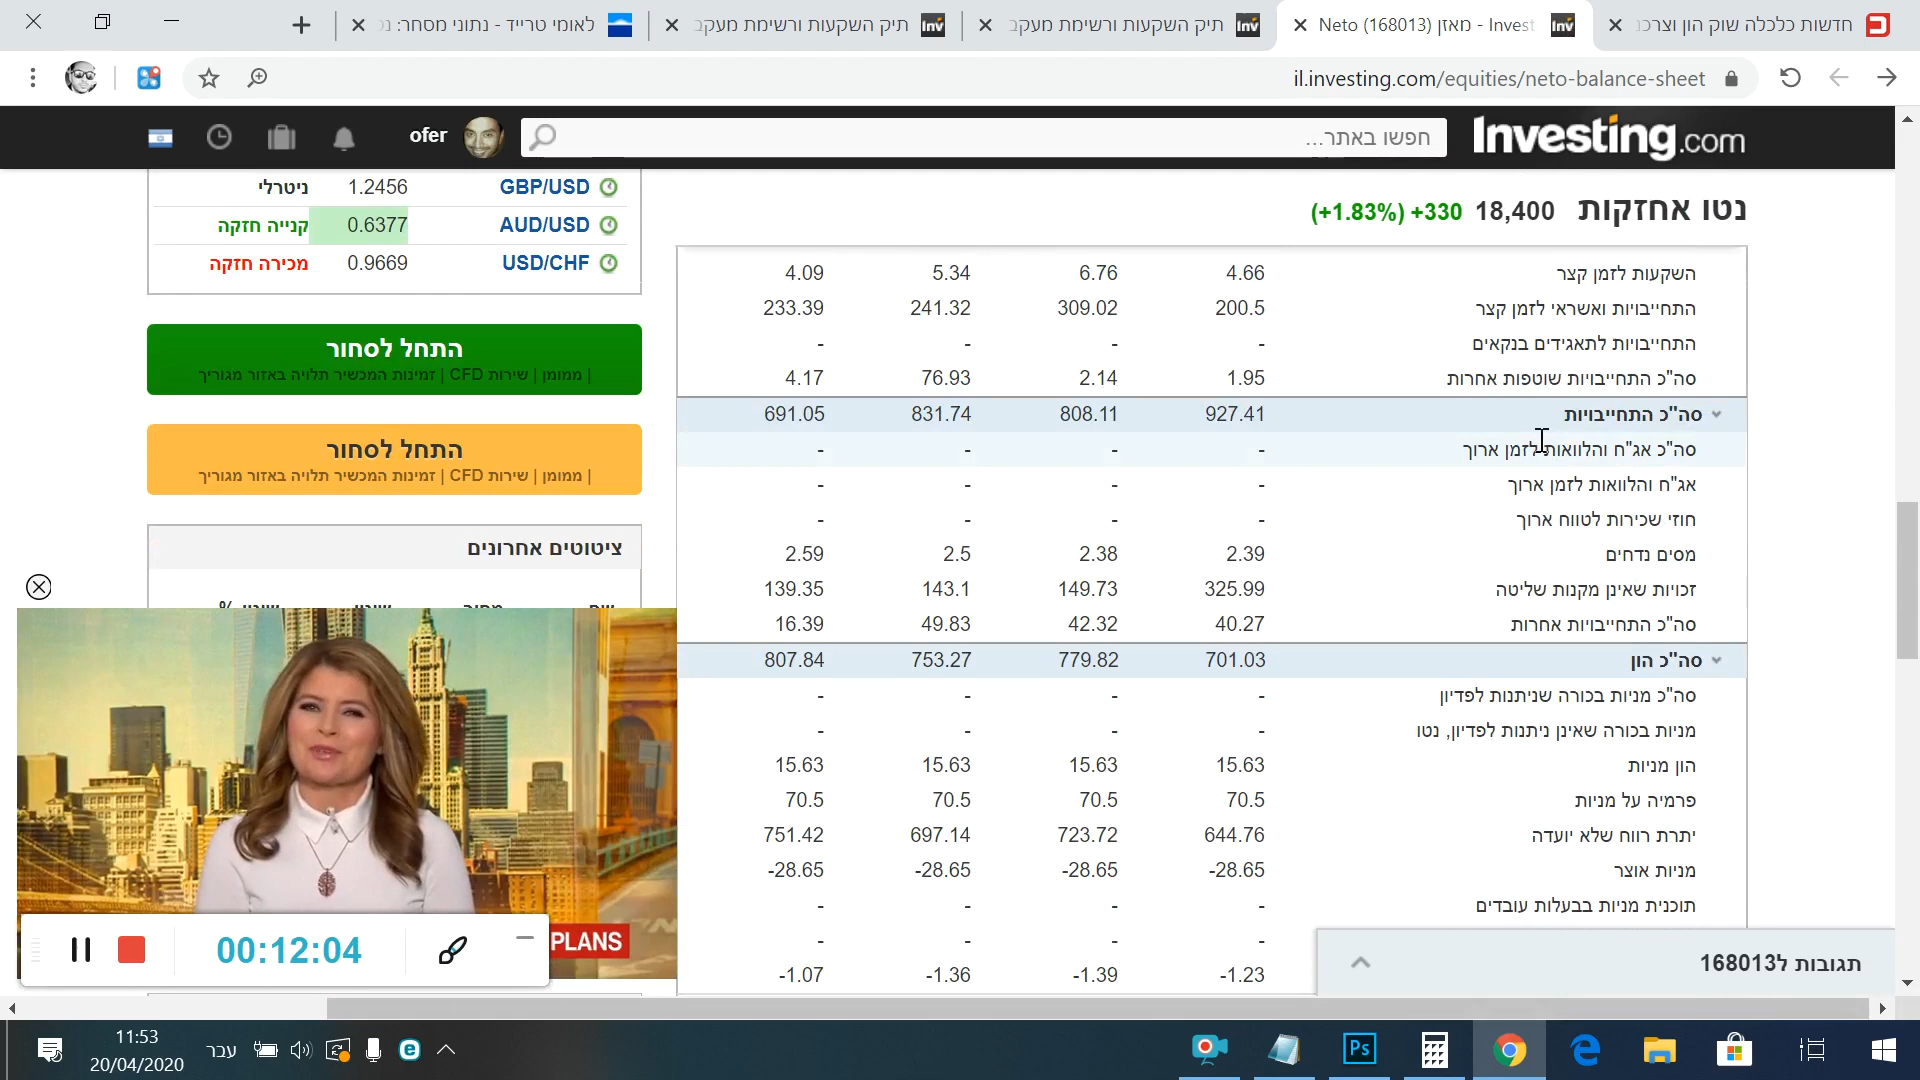 חדשות כלכלה שוק הון וצרכנ
Neto (168013) מאזן - Invest
תיק השקעות ורשימת מעקב
תיק השקעות ורשימת מעקב
לאומי טרייד - נתוני מסחר:
il.investing.com/equities/neto-balance-sheet
Investing.com
חפשו באתר...
ofer
נטו אחזקות 18,400 +330 (+1.83%)
GBP/USD 1.2456 ניטרלי
AUD/USD 0.6377 קנייה חזקה
USD/CHF 0.9669 מכירה חזקה
התחל לסחור
| ממומן | שירות CFD | זמינות המכשיר תלויה באזור מגוריך
התחל לסחור
| ממומן | שירות CFD | זמינות המכשיר תלויה באזור מגוריך
ציטוטים אחרונים
השקעות לזמן קצר 4.66 6.76 5.34 4.09
התחייבויות ואשראי לזמן קצר 200.5 309.02 241.32 233.39
התחייבויות לתאגידים בנקאים - - - -
סה"כ התחייבויות שוטפות אחרות 1.95 2.14 76.93 4.17
סה"כ התחייבויות 927.41 808.11 831.74 691.05
סה"כ אג"ח והלוואות לזמן ארוך - - - -
אג"ח והלוואות לזמן ארוך - - - -
חוזי שכירות לטווח ארוך - - - -
מסים נדחים 2.39 2.38 2.5 2.59
זכויות שאינן מקנות שליטה 325.99 149.73 143.1 139.35
סה"כ התחייבויות אחרות 40.27 42.32 49.83 16.39
סה"כ הון 701.03 779.82 753.27 807.84
סה"כ מניות בכורה שניתנות לפדיון - - - -
מניות בכורה שאינן ניתנות לפדיון, נטו - - - -
הון מניות 15.63 15.63 15.63 15.63
פרמיה על מניות 70.5 70.5 70.5 70.5
יתרת רווח שלא יועדה 644.76 723.72 697.14 751.42
מניות אוצר -28.65 -28.65 -28.65 -28.65
תוכנית מניות בבעלות עובדים - - - -
- - - -
-1.23 -1.39 -1.36 -1.07
תגובות ל168013
PLANS
00:12:04
Ps
עבר
11:53
20/04/2020